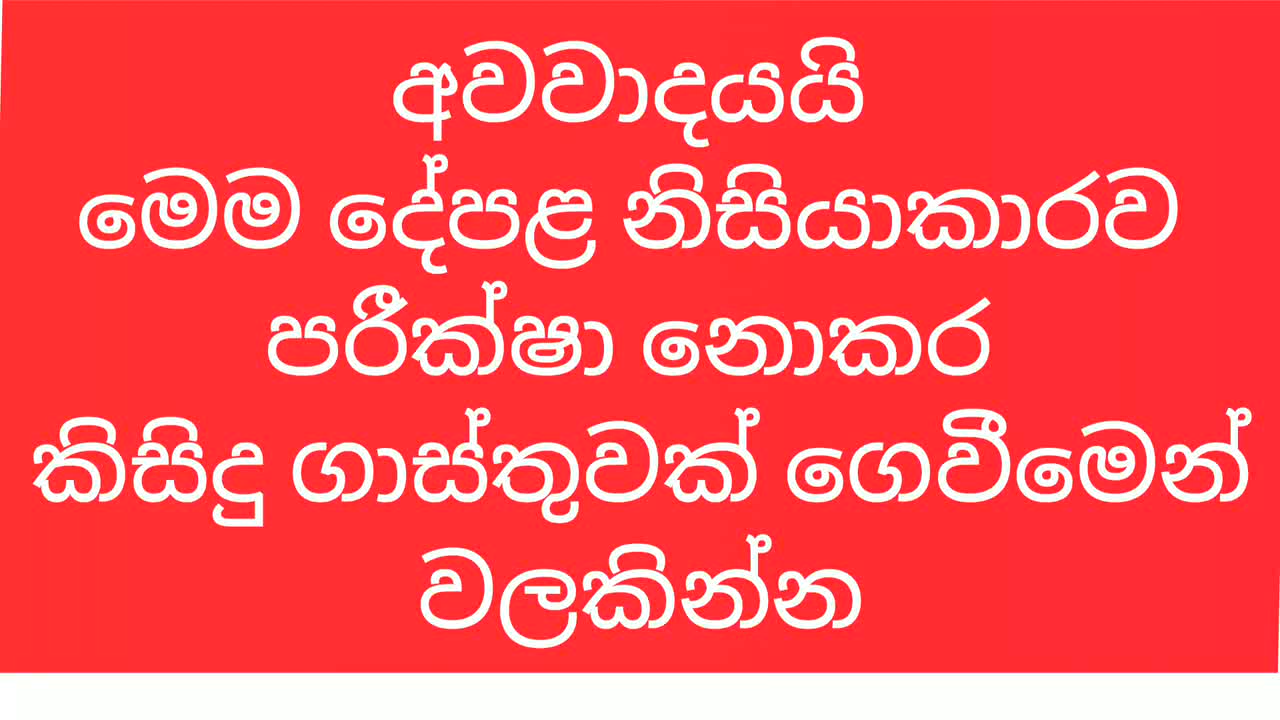 අවවාදයයි
මෙම දේපළ නිසියාකාරව
පරීක්ෂා නොකර
කිසිදු ගාස්තුවක් ගෙවීමෙන්
වලකින්න